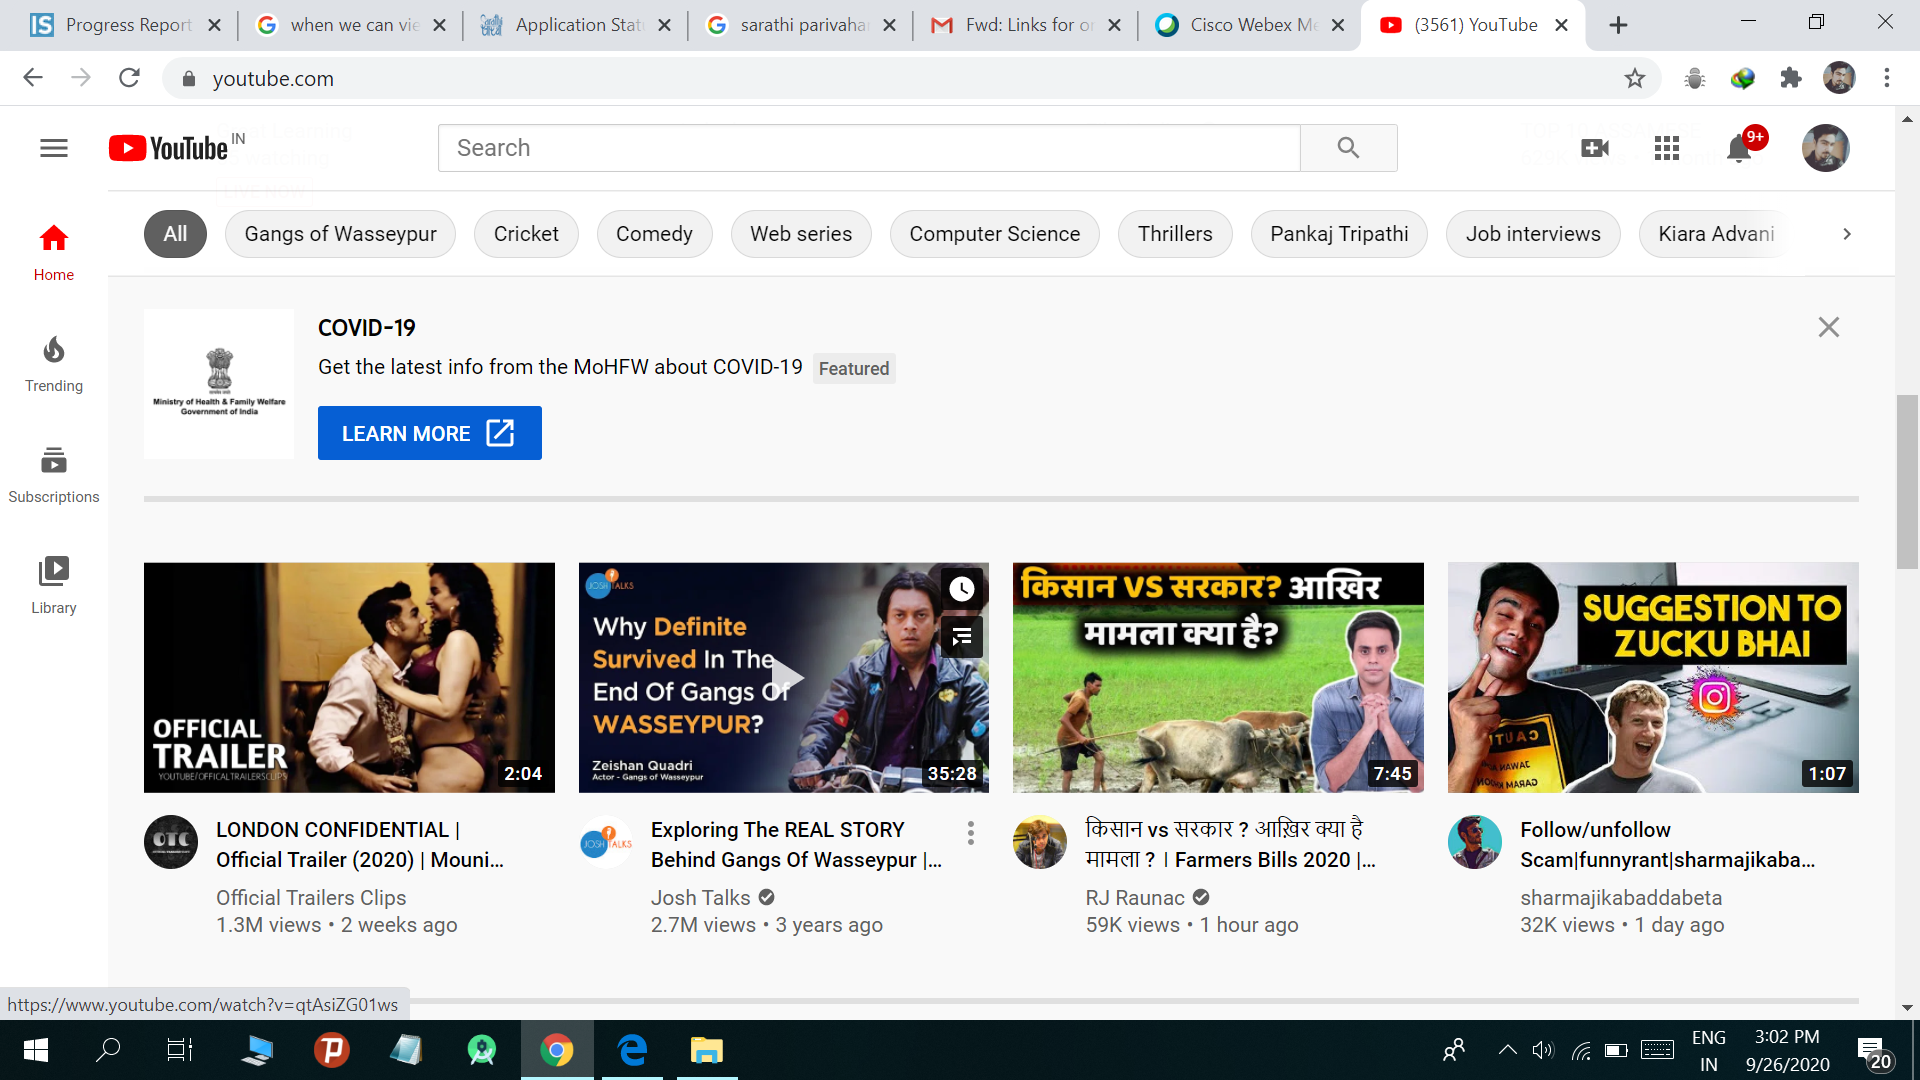 Progress Report
when we can vie
Application Stat
sarathi parivahan
Fwd: Links for o
Cisco Webex Me
(3561) YouTube
youtube.com
YouTube IN
Search
9+
All
Gangs of Wasseypur
Cricket
Comedy
Web series
Computer Science
Thrillers
Pankaj Tripathi
Job interviews
Kiara Advani
Home
Trending
Subscriptions
Library
COVID-19
Get the latest info from the MoHFW about COVID-19 Featured
Ministry of Health & Family Welfare
Government of India
LEARN MORE
OFFICIAL
TRAILER
YOUTUBE/OFFICALTRAILERSCLIPS
2:04
JOSH TALKS
Why Definite
Survived In The
End Of Gangs Of
WASSEYPUR?
Zeishan Quadri
Actor - Gangs of Wasseypur
35:28
किसान VS सरकार? आखिर
मामला क्या है?
7:45
SUGGESTION TO
ZUCKU BHAI
1:07
OTC
LONDON CONFIDENTIAL |
Official Trailer (2020) | Mouni...
Official Trailers Clips
1.3M views • 2 weeks ago
JOSH TALKS
Exploring The REAL STORY
Behind Gangs Of Wasseypur |...
Josh Talks
2.7M views • 3 years ago
किसान vs सरकार ? आख़िर क्या है
मामला ? । Farmers Bills 2020 |...
RJ Raunac
59K views • 1 hour ago
Follow/unfollow
Scam|funnyrant|sharmajikaba...
sharmajikabaddabeta
32K views • 1 day ago
https://www.youtube.com/watch?v=qtAsiZG01ws
ENG
IN
3:02 PM
9/26/2020
20